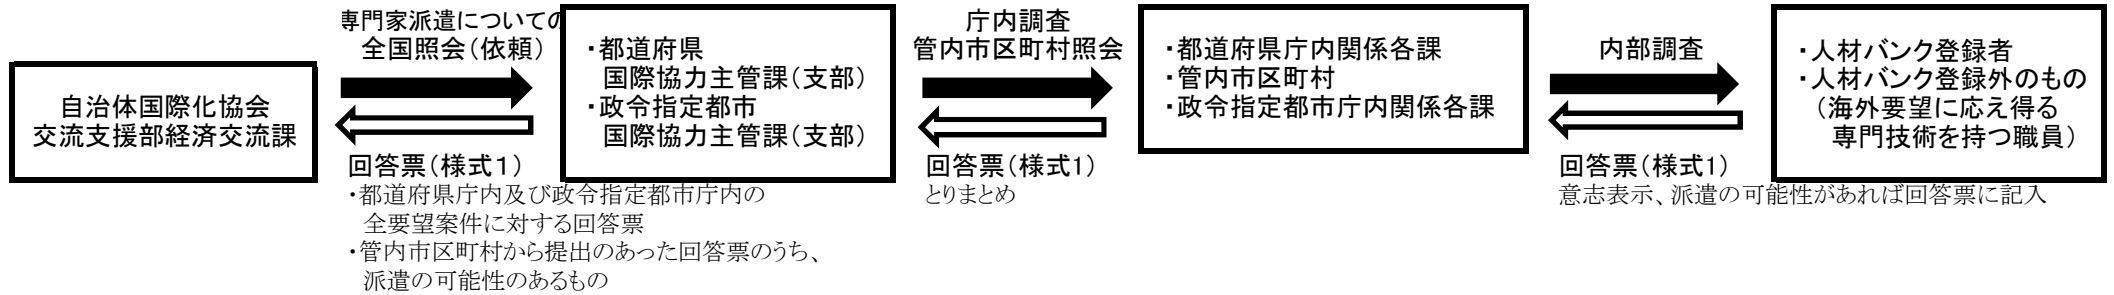 自治体国際化協会
交流支援部経済交流課
専門家派遣についての
全国照会(依頼)
回答票(様式1)
・都道府県庁内及び政令指定都市庁内の
全要望案件に対する回答票
・管内市区町村から提出のあった回答票のうち、
派遣の可能性のあるもの
・都道府県
国際協力主管課(支部)
・政令指定都市
国際協力主管課(支部)
庁内調査
管内市区町村照会
回答票(様式1)
とりまとめ
・都道府県庁内関係各課
・管内市区町村
・政令指定都市庁内関係各課
内部調査
回答票(様式1)
意志表示、派遣の可能性があれば回答票に記入
・人材バンク登録者
・人材バンク登録外のもの
(海外要望に応え得る
専門技術を持つ職員)